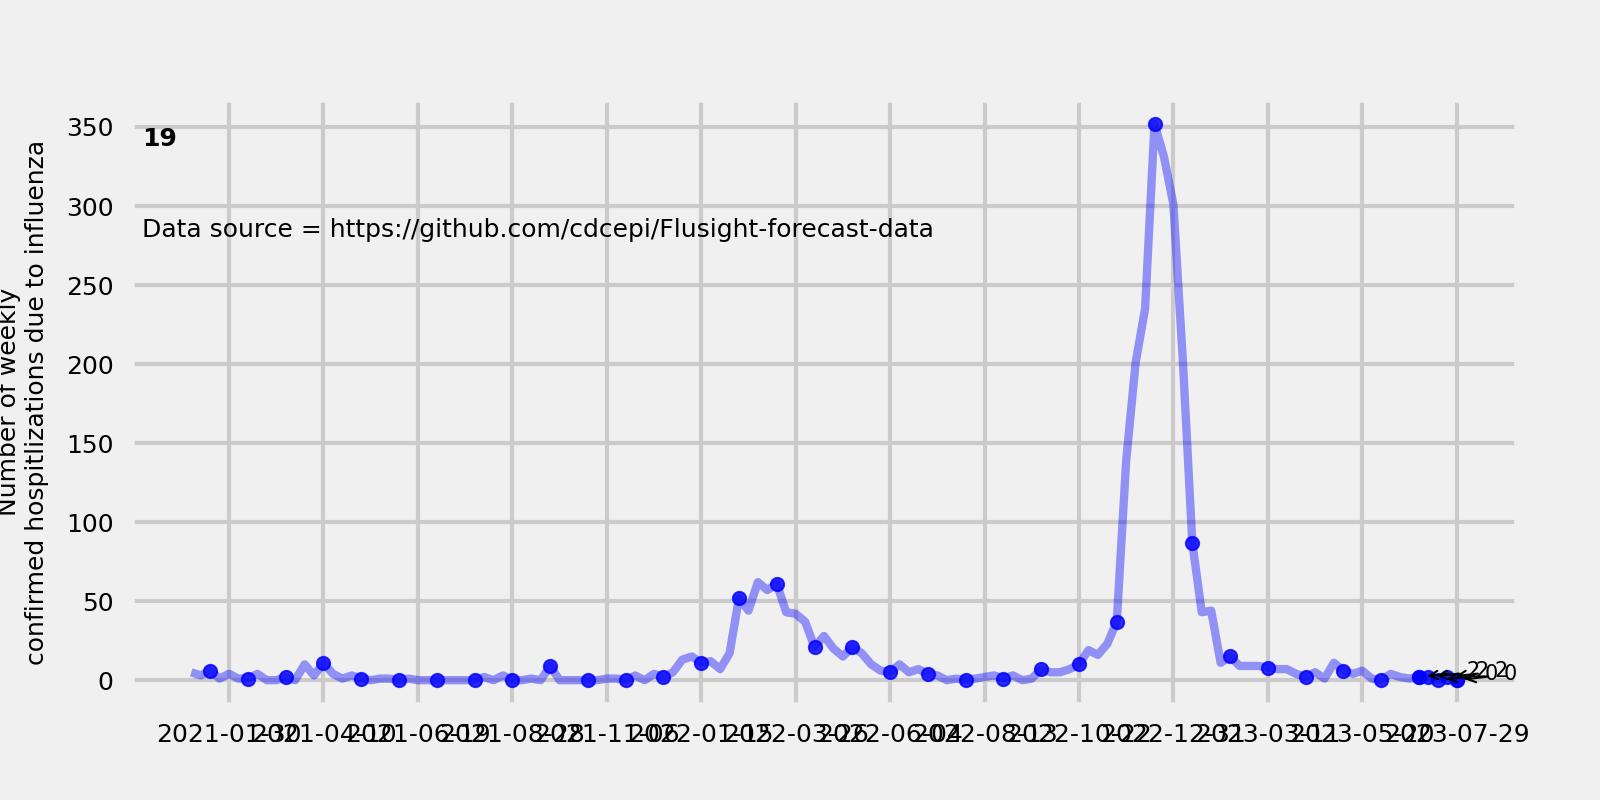 Number of weekly
confirmed hospitlizations due to influenza
350
300
250
200
150
100
50
0
19
Data source = https://github.com/cdcepi/Flusight-forecast-data
2021-01-30 2021-04-10 2021-06-19 2021-08-28 2021-11-06 2022-01-15 2022-03-26 2022-06-04 2022-08-13 2022-10-22 2022-12-31 2023-03-11 2023-05-20 2023-07-29